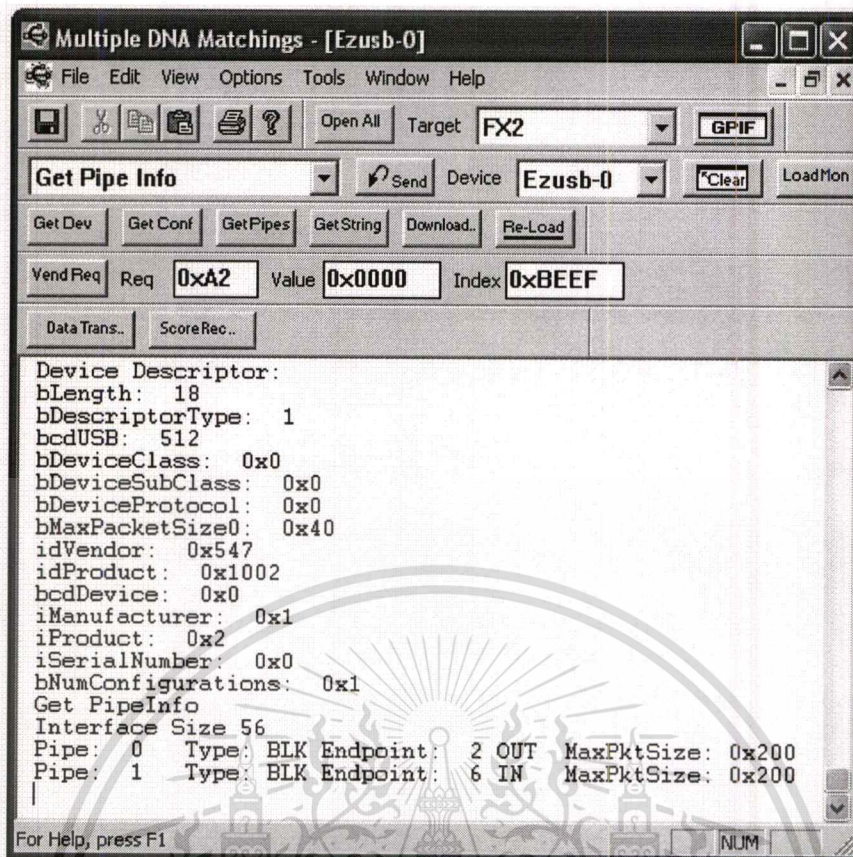 Multiple DNA Matchings - [Ezusb-0]
File Edit View Options Tools Window Help
Open All Target FX2 GPIF
Get Pipe Info Send Device Ezusb-0 Clear LoadMon
Get Dev Get Conf GetPipes GetString Download.. Re-Load
Vend Req Req 0xA2 Value 0x0000 Index 0xBEEF
Data Trans.. Score Rec..
Device Descriptor:
bLength: 18
bDescriptorType: 1
bcdUSB: 512
bDeviceClass: 0x0
bDeviceSubClass: 0x0
bDeviceProtocol: 0x0
bMaxPacketSize0: 0x40
idVendor: 0x547
idProduct: 0x1002
bcdDevice: 0x0
iManufacturer: 0x1
iProduct: 0x2
iSerialNumber: 0x0
bNumConfigurations: 0x1
Get PipeInfo
Interface Size 56
Pipe: 0 Type: BLK Endpoint: 2 OUT MaxPktSize: 0x200
Pipe: 1 Type: BLK Endpoint: 6 IN MaxPktSize: 0x200
For Help, press F1 NUM